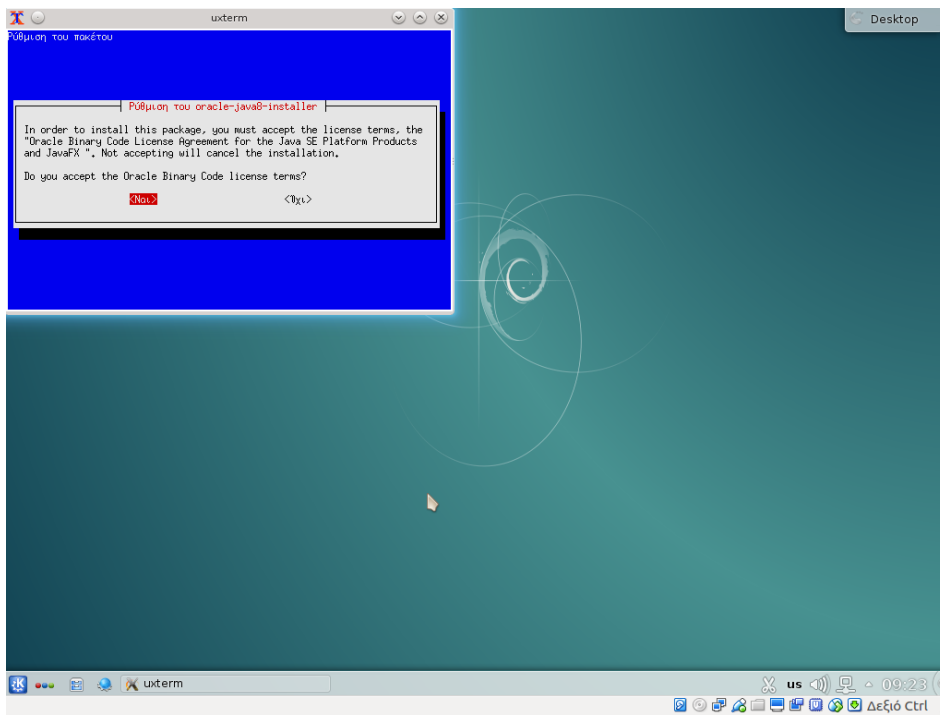 uxterm
Desktop
Ρύθμιση του πακέτου
Ρύθμιση του oracle-java8-installer
In order to install this package, you must accept the license terms, the
"Oracle Binary Code License Agreement for the Java SE Platform Products
and JavaFX ". Not accepting will cancel the installation.
Do you accept the Oracle Binary Code license terms?
<Ναι> <Όχι>
uxterm us 09:23
Δεξιό Ctrl